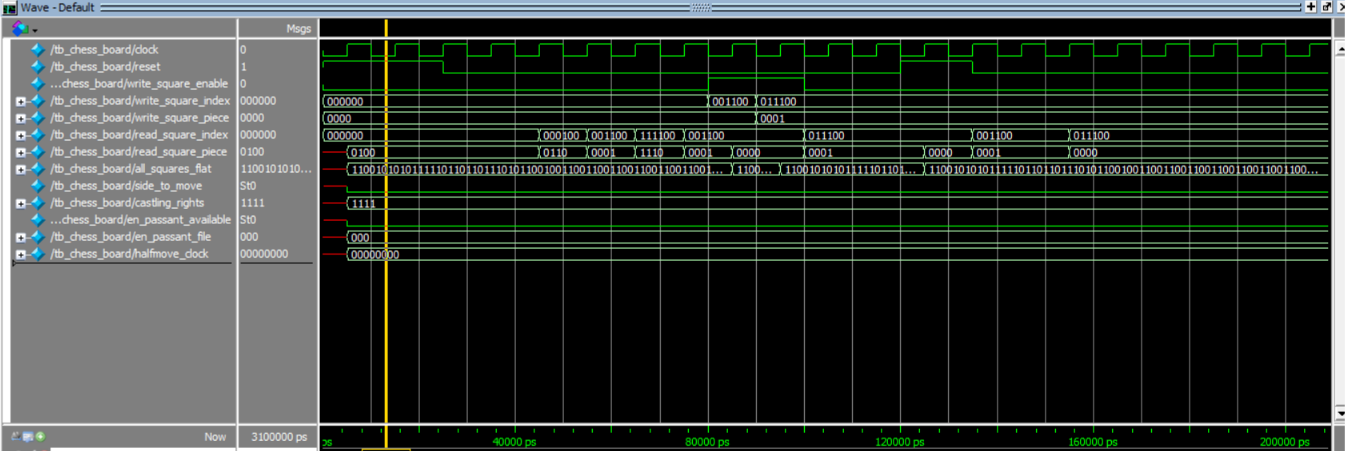 Wave - Default
Msgs
/tb_chess_board/clock 0
/tb_chess_board/reset 1
...chess_board/write_square_enable 0
/tb_chess_board/write_square_index 000000 000000 001100 011100
/tb_chess_board/write_square_piece 0000 0000 0001
/tb_chess_board/read_square_index 000000 000000 000100 001100 111100 001100 011100 001100 011100
/tb_chess_board/read_square_piece 0100 0100 0110 0001 1110 0001 0000 0001 0000 0001 0000
/tb_chess_board/all_squares_flat 1100101010... 1100... 
/tb_chess_board/side_to_move St0
/tb_chess_board/castling_rights 1111 1111
...chess_board/en_passant_available St0
/tb_chess_board/en_passant_file 000 000
/tb_chess_board/halfmove_clock 00000000 00000000
Now 3100000 ps ps 40000 ps 80000 ps 120000 ps 160000 ps 200000 ps